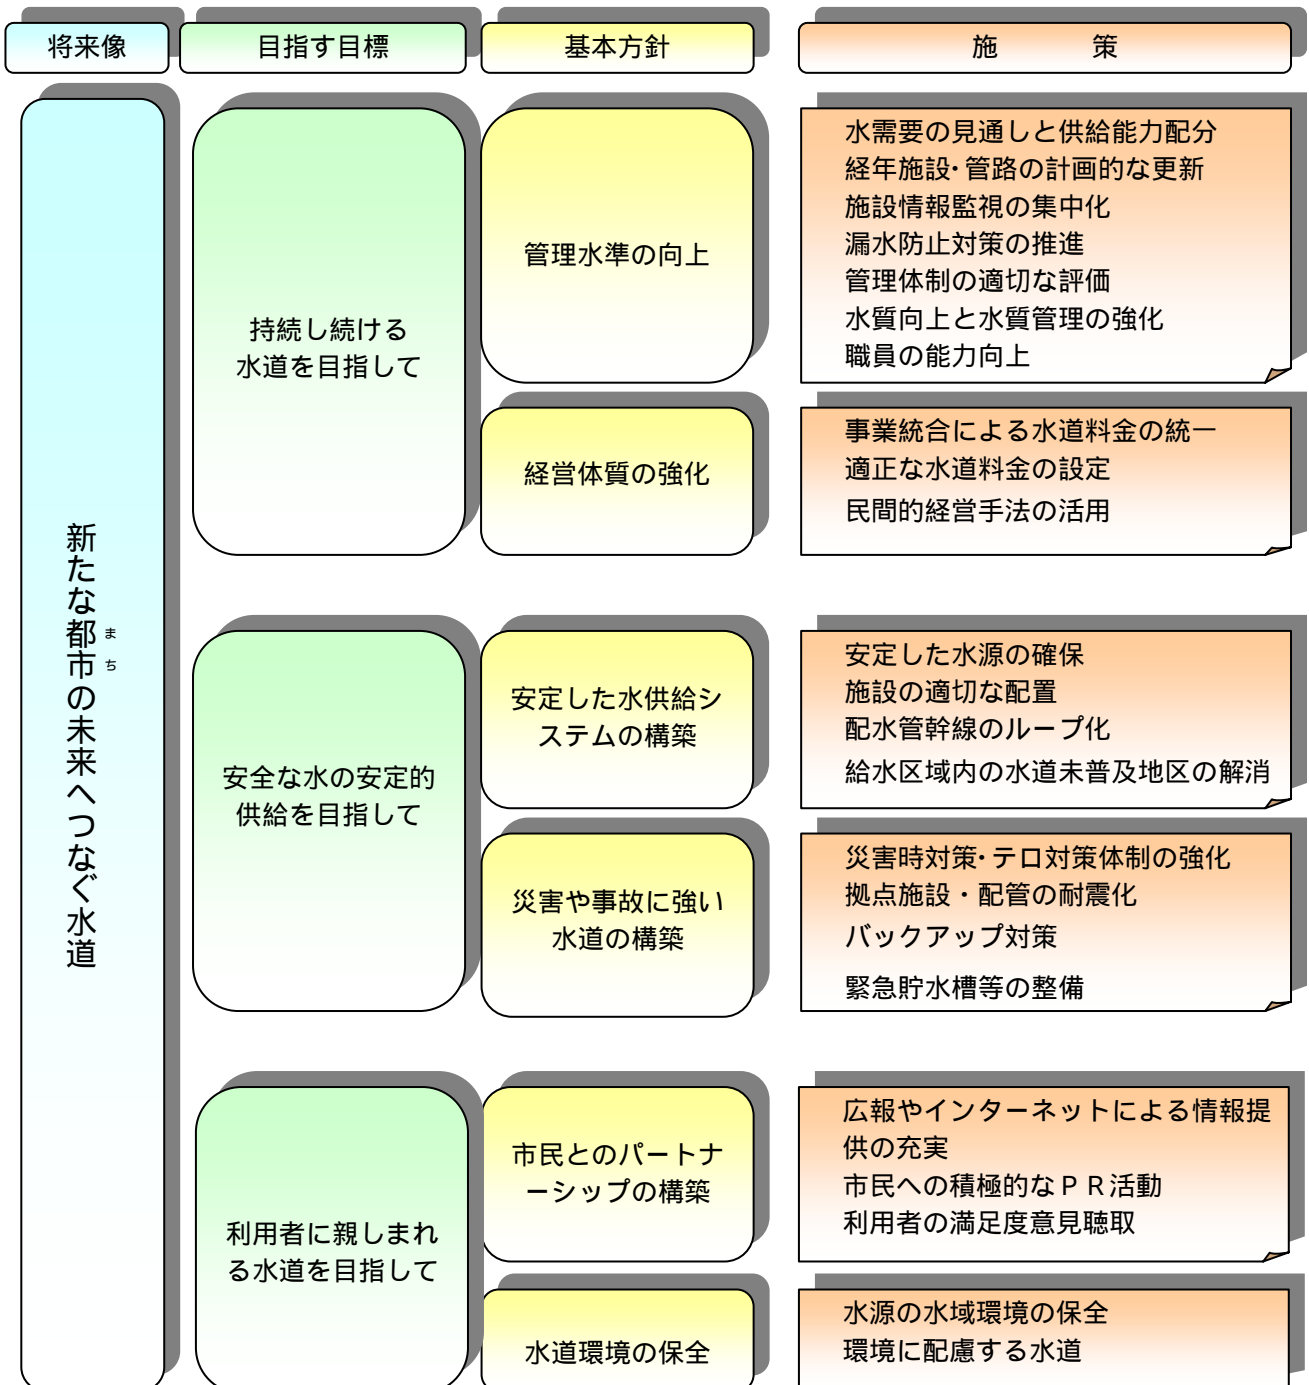 将来像
目指す目標
基本方針
施　　　策
新たな都市の未来へつなぐ水道
まち
持続し続ける
水道を目指して
管理水準の向上
水需要の見通しと供給能力配分
経年施設・管路の計画的な更新
施設情報監視の集中化
漏水防止対策の推進
管理体制の適切な評価
水質向上と水質管理の強化
職員の能力向上
経営体質の強化
事業統合による水道料金の統一
適正な水道料金の設定
民間的経営手法の活用
安全な水の安定的
供給を目指して
安定した水供給シ
ステムの構築
安定した水源の確保
施設の適切な配置
配水管幹線のループ化
給水区域内の水道未普及地区の解消
災害や事故に強い
水道の構築
災害時対策・テロ対策体制の強化
拠点施設・配管の耐震化
バックアップ対策
緊急貯水槽等の整備
利用者に親しまれ
る水道を目指して
市民とのパートナ
ーシップの構築
広報やインターネットによる情報提
供の充実
市民への積極的なＰＲ活動
利用者の満足度意見聴取
水道環境の保全
水源の水域環境の保全
環境に配慮する水道